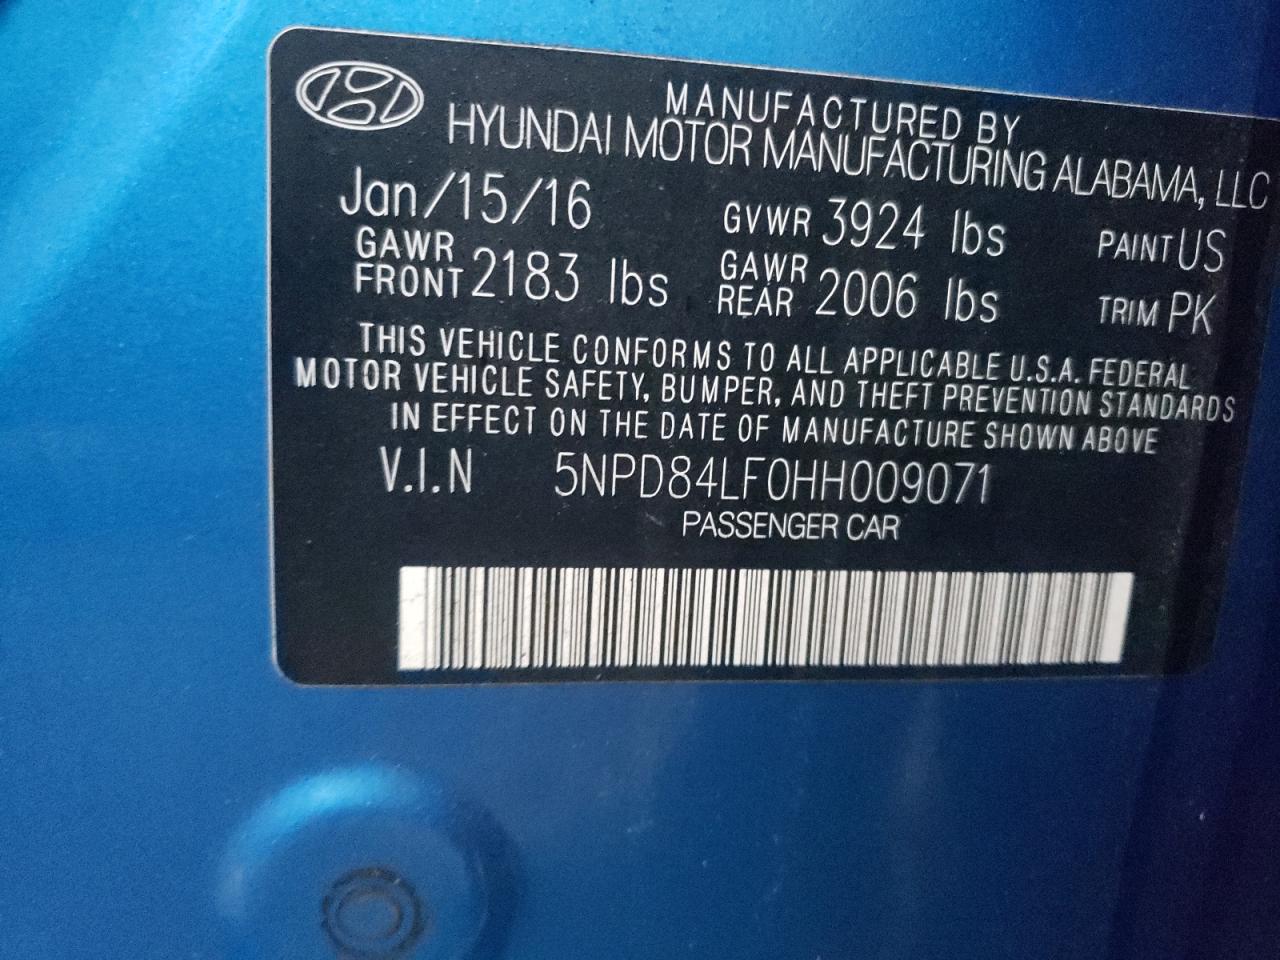 MANUFACTURED BY
HYUNDAI MOTOR MANUFACTURING ALABAMA, LLC
Jan/15/16 GVWR 3924 lbs PAINT US
GAWR FRONT 2183 lbs GAWR REAR 2006 lbs TRIM PK
THIS VEHICLE CONFORMS TO ALL APPLICABLE U.S.A. FEDERAL
MOTOR VEHICLE SAFETY, BUMPER, AND THEFT PREVENTION STANDARDS
IN EFFECT ON THE DATE OF MANUFACTURE SHOWN ABOVE
V.I.N 5NPD84LF0HH009071
PASSENGER CAR